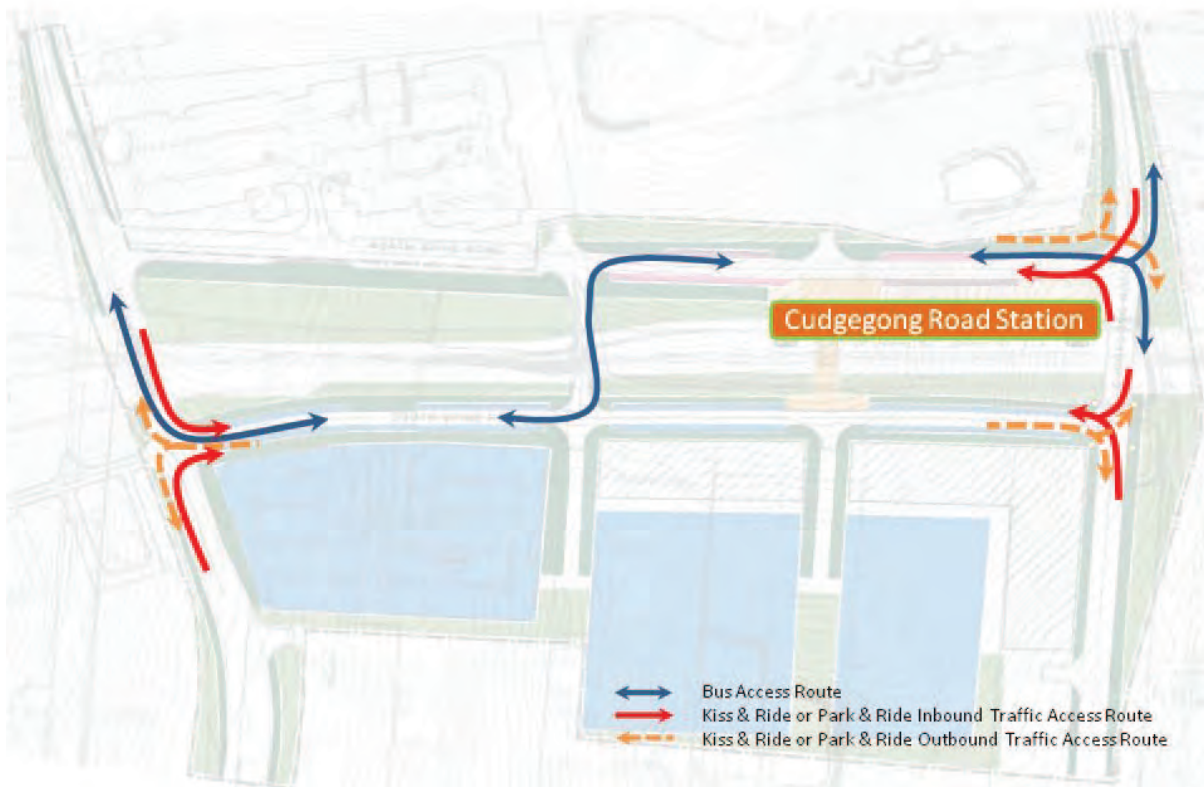 Cudgegong Road Station
Bus Access Route
Kiss & Ride or Park & Ride Inbound Traffic Access Route
Kiss & Ride or Park & Ride Outbound Traffic Access Route